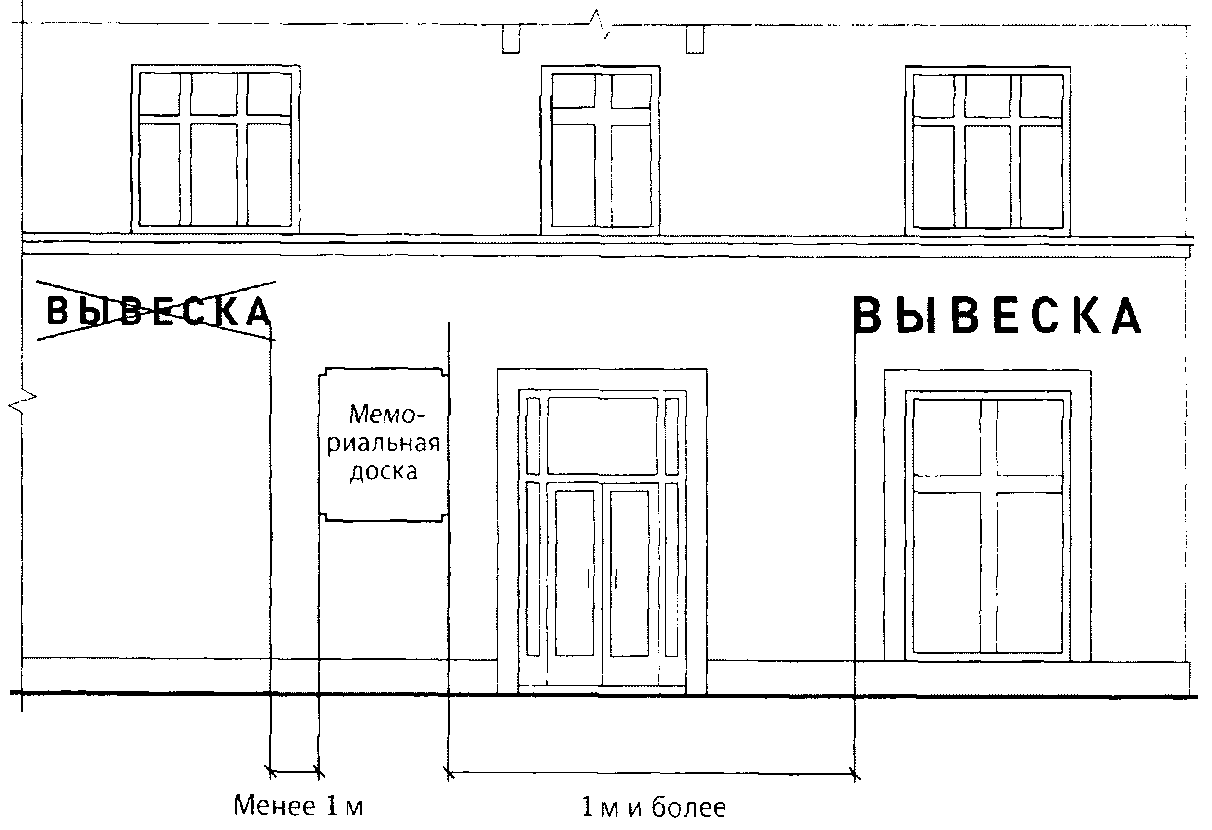 ВЫВЕСКА
ВЫВЕСКА
Мемо-
риальная
доска
Менее 1 м
1 м и более